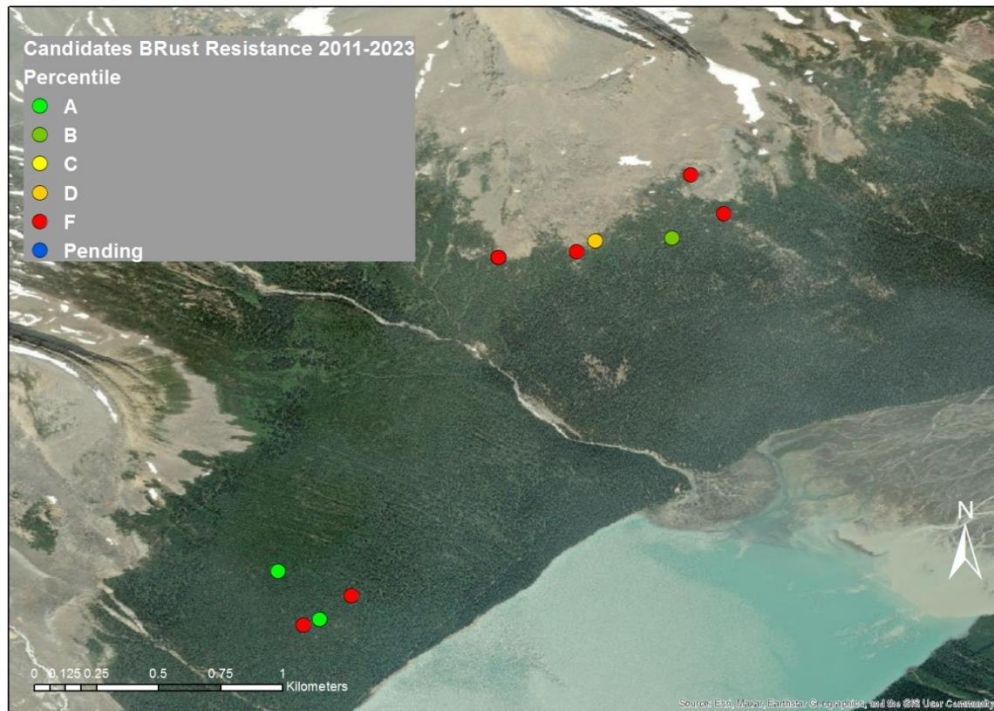 Candidates BRust Resistance 2011-2023
Percentile
A
B
C
D
F
Pending
N
0 0.125 0.25 0.5 0.75 1
Kilometers
Source: Esri, Maxar, Earthstar Geographics, and the GIS User Community